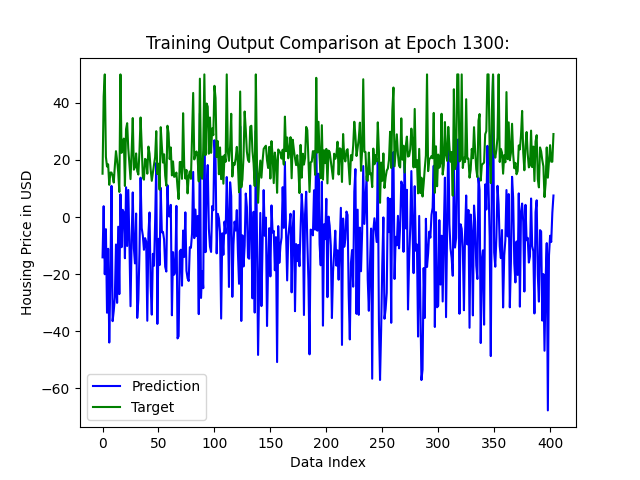 Training Output Comparison at Epoch 1300:
Housing Price in USD
40
20
0
−20
−40
−60
Prediction
Target
0 50 100 150 200 250 300 350 400
Data Index